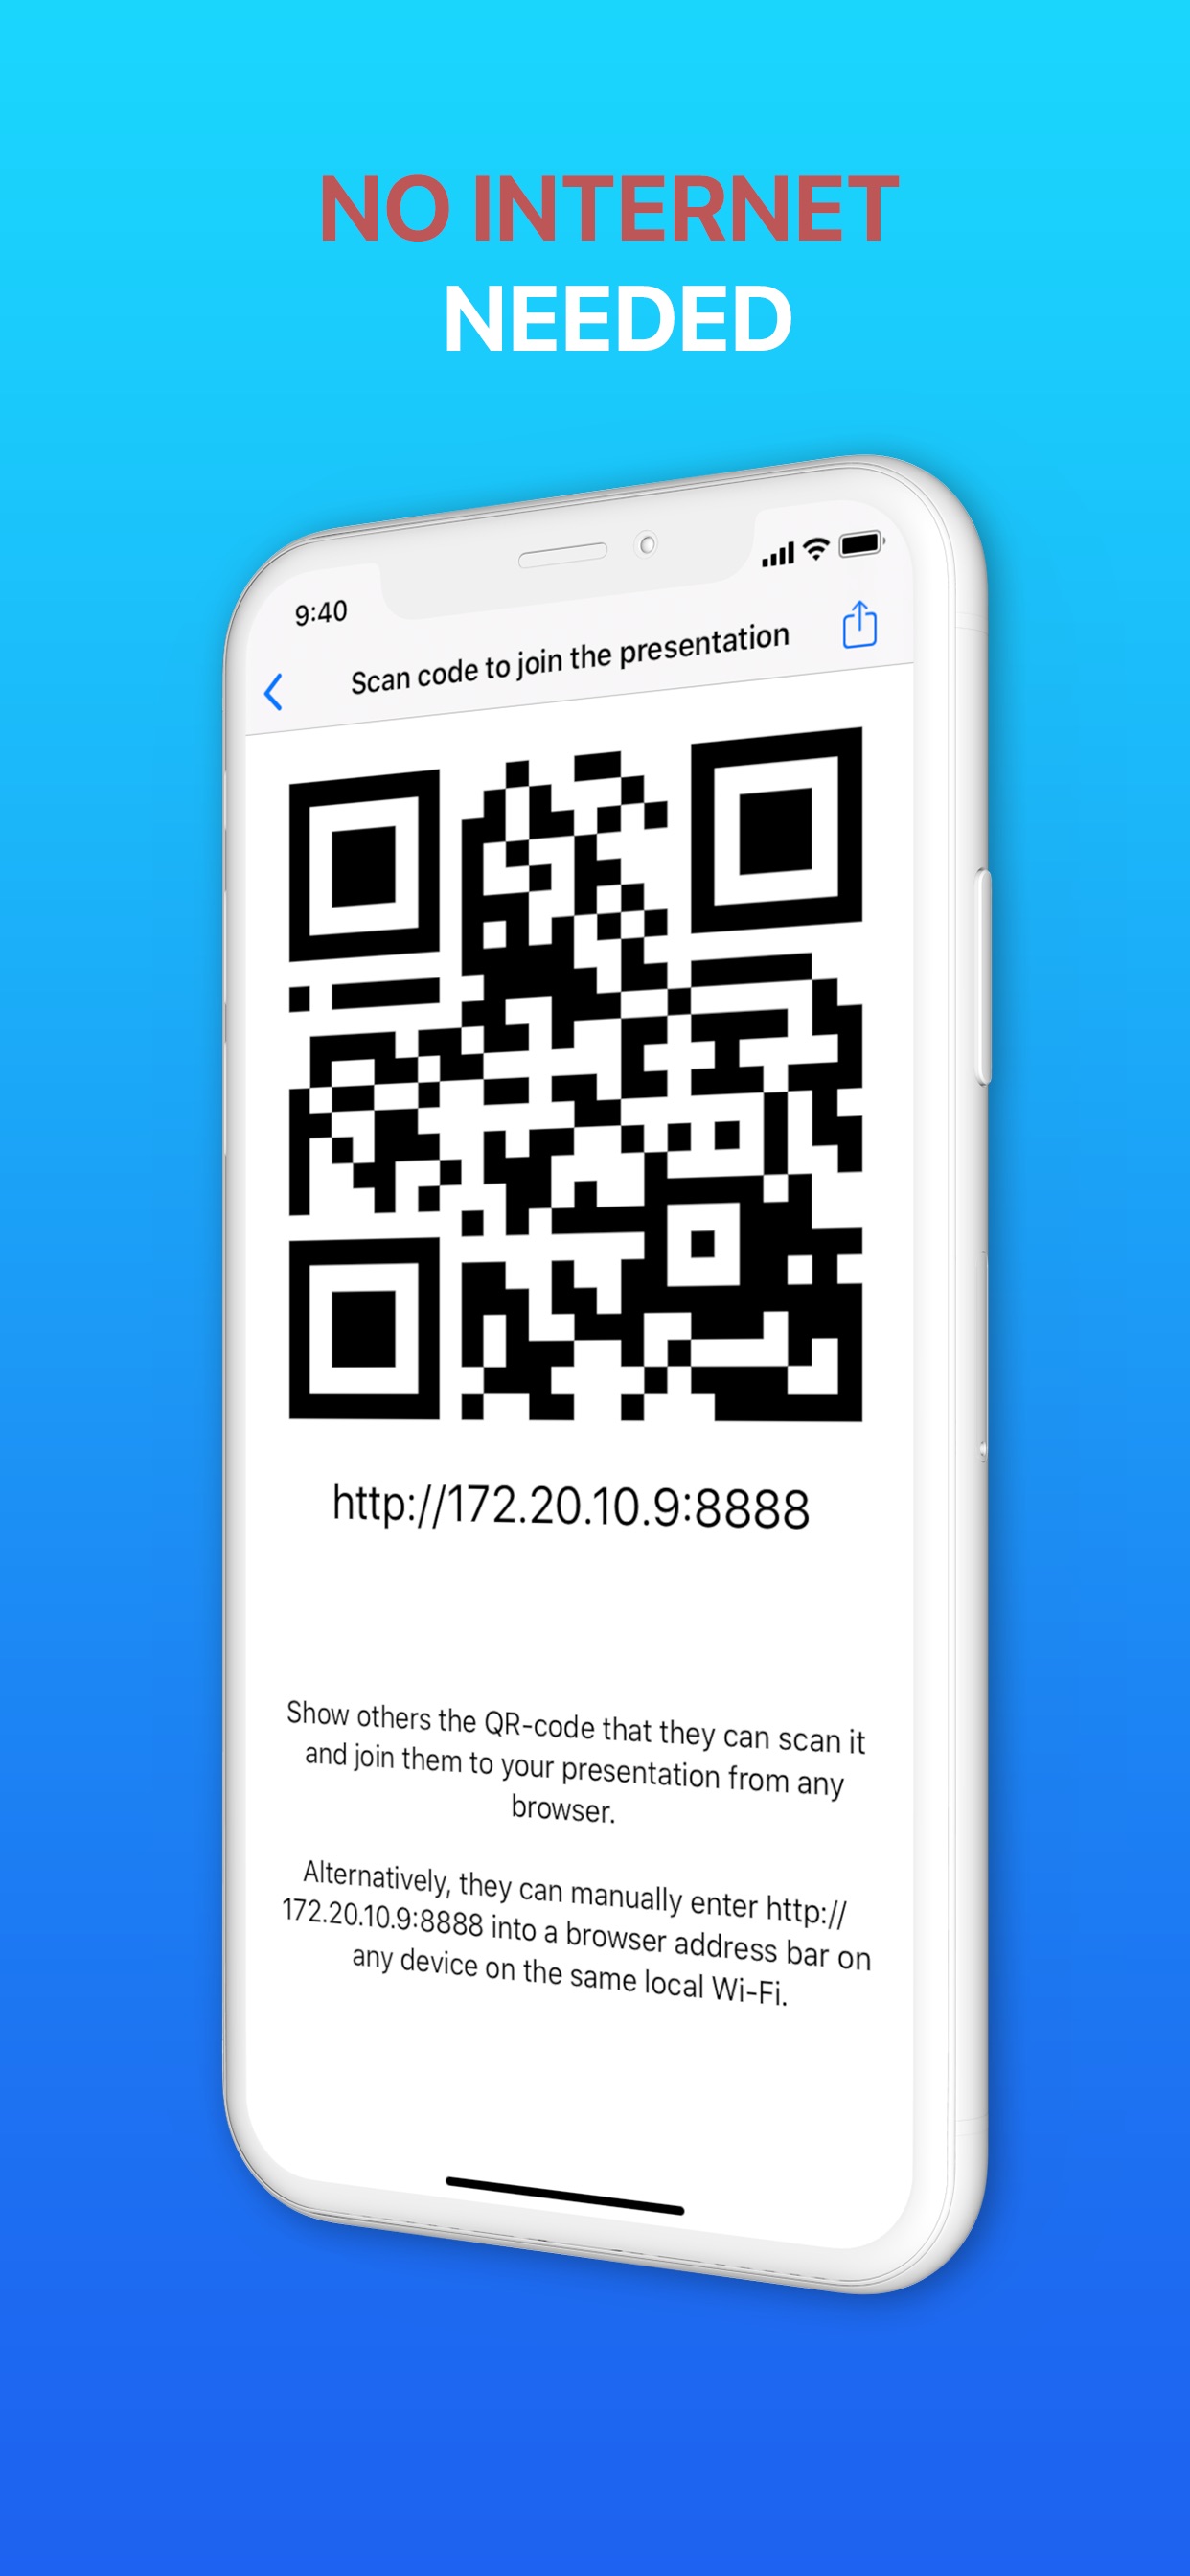 NO INTERNET
NEEDED
9:40
Scan code to join the presentation
http://172.20.10.9:8888
Show others the QR-code that they can scan it
and join them to your presentation from any
browser.
Alternatively, they can manually enter http://
172.20.10.9:8888 into a browser address bar on
any device on the same local Wi-Fi.